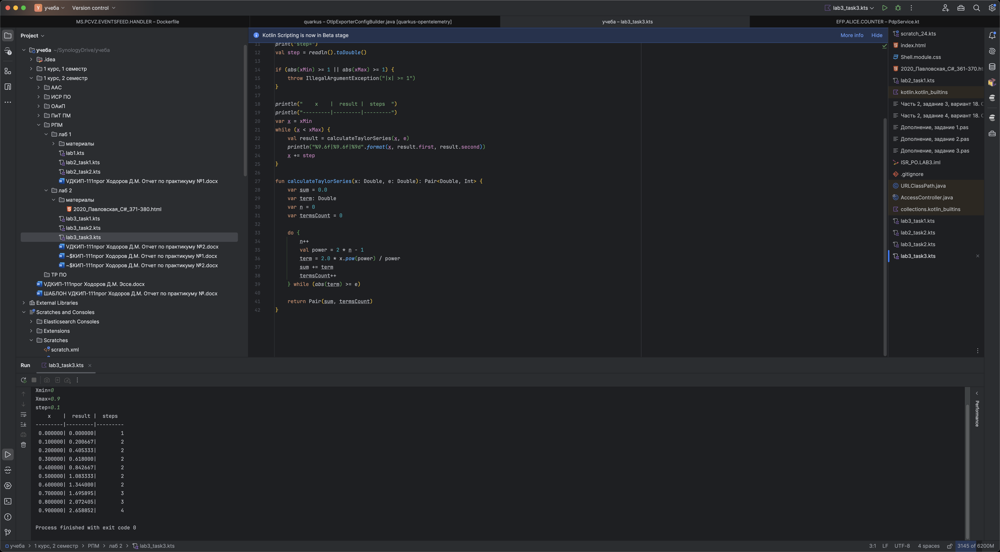 учеба
Version control
lab3_task3.kts
MS.PCVZ.EVENTSFEED.HANDLER – Dockerfile
quarkus – OtlpExporterConfigBuilder.java [quarkus-opentelemetry]
учеба – lab3_task3.kts
EFP.ALICE.COUNTER – PdpService.kt
Project
учеба ~/SynologyDrive/учеба
.idea
1 курс, 1 семестр
1 курс, 2 семестр
ААС
ИСР ПО
ОАиП
ПиТ ПМ
РПМ
лаб 1
материалы
lab1.kts
lab2_task1.kts
lab2_task2.kts
VДКИП-111прог Ходоров Д.М. Отчет по практикуму №1.docx
лаб 2
материалы
2020_Павловская_C#_371-380.html
lab3_task1.kts
lab3_task2.kts
lab3_task3.kts
VДКИП-111прог Ходоров Д.М. Отчет по практикуму №2.docx
~$КИП-111прог Ходоров Д.М. Отчет по практикуму №1.docx
~$КИП-111прог Ходоров Д.М. Отчет по практикуму №2.docx
ТР ПО
VДКИП-111прог Ходоров Д.М. Эссе.docx
ШАБЛОН VДКИП-111прог Ходоров Д.М. Отчет по практикуму №.docx
External Libraries
Scratches and Consoles
Elasticsearch Consoles
Extensions
Scratches
scratch.xml
Kotlin Scripting is now in Beta stage
More info
Hide
11 print("step=")
12 val step = readln().toDouble()
13
14 if (abs(xMin) >= 1 || abs(xMax) >= 1) {
15 throw IllegalArgumentException("|x| >= 1")
16 }
17
18 println("    x    |  result |  steps  ")
19 println("---------|---------|---------")
20 var x = xMin
21 while (x < xMax) {
22 val result = calculateTaylorSeries(x, e)
23 println("%9.6f|%9.6f|%9d".format(x, result.first, result.second))
24 x += step
25 }
26
27 fun calculateTaylorSeries(x: Double, e: Double): Pair<Double, Int> {
28 var sum = 0.0
29 var term: Double
30 var n = 0
31 var termsCount = 0
32
33 do {
34 n++
35 val power = 2 * n - 1
36 term = 2.0 * x.pow(power) / power
37 sum += term
38 termsCount++
39 } while (abs(term) >= e)
40
41 return Pair(sum, termsCount)
42 }
scratch_24.kts
index.html
Shell.module.css
2020_Павловская_C#_361-370.ht
lab2_task1.kts
kotlin.kotlin_builtins
Часть 2, задание 3, вариант 18.
Часть 2, задание 4, вариант 18.
Дополнение, задание 1.pas
Дополнение, задание 2.pas
Дополнение, задание 3.pas
ISR_PO.LAB3.iml
.gitignore
URLClassPath.java
AccessController.java
collections.kotlin_builtins
lab3_task1.kts
lab2_task2.kts
lab3_task2.kts
lab3_task3.kts
Run
lab3_task3.kts
Xmin=0
Xmax=0.9
step=0.1
x | result | steps
---------|---------|---------
0.000000| 0.000000| 1
0.100000| 0.200667| 2
0.200000| 0.405333| 2
0.300000| 0.618000| 2
0.400000| 0.842667| 2
0.500000| 1.083333| 2
0.600000| 1.344000| 2
0.700000| 1.695895| 3
0.800000| 2.072405| 3
0.900000| 2.658852| 4
Process finished with exit code 0
Performance
учеба > 1 курс, 2 семестр > РПМ > лаб 2 > lab3_task3.kts
3:1 LF UTF-8 4 spaces 3145 of 6200M